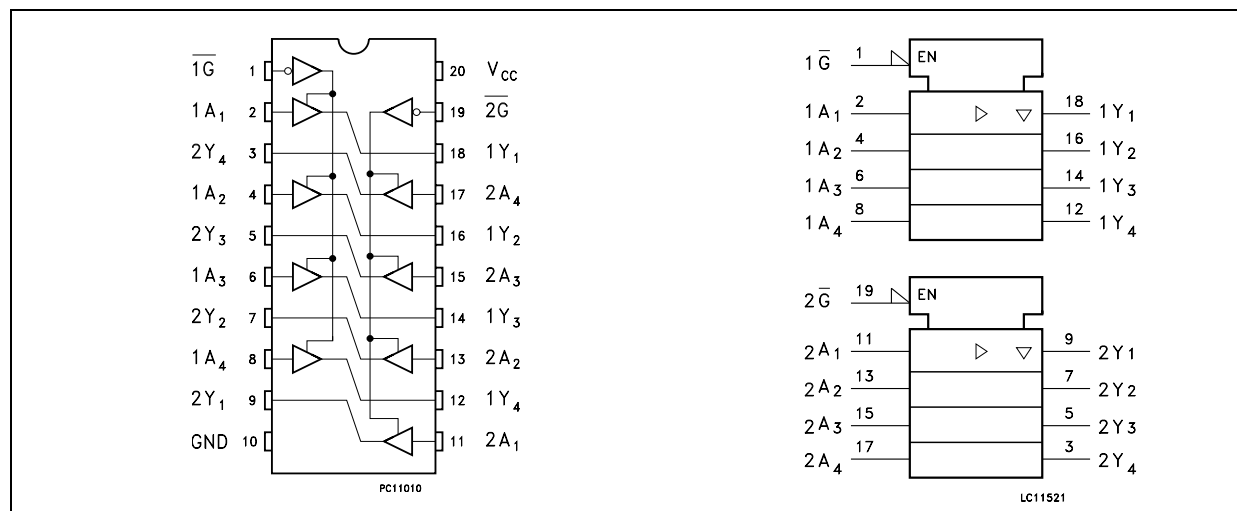 1G̅ 1 20 VCC
1A1 2 19 2G̅
2Y4 3 18 1Y1
1A2 4 17 2A4
2Y3 5 16 1Y2
1A3 6 15 2A3
2Y2 7 14 1Y3
1A4 8 13 2A2
2Y1 9 12 1Y4
GND 10 11 2A1
PC11010
1G̅ 1 EN
1A1 2 18 1Y1
1A2 4 16 1Y2
1A3 6 14 1Y3
1A4 8 12 1Y4
2G̅ 19 EN
2A1 11 9 2Y1
2A2 13 7 2Y2
2A3 15 5 2Y3
2A4 17 3 2Y4
LC11521